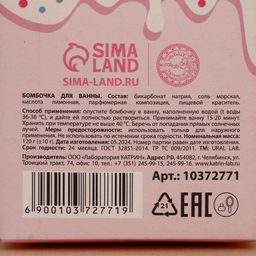 SIMA
LAND
SIMA-LAND.RU
БОМБОЧКА ДЛЯ ВАННЫ. Состав: бикарбонат натрия, соль морская,
кислота лимонная, парфюмерная композиция, пищевой краситель.
Способ применения: опустите бомбочку в ванну, наполненную водой (t воды
36-38 °C), и дайте ей полностью раствориться. Принимайте ванну 15-20 минут.
Хранить при температуре не выше 40 °C. Беречь от попадания прямых солнечных
лучей. Меры предосторожности: использовать только для наружного
применения. Не использовать по истечении срока годности. Номинальная масса:
120 г (±10 г). Дата изготовления: 05.2024. Номер партии равен дате изготовления.
Срок годности: 24 месяца. ГОСТ 32851-2014. ТР ТС 009/2011. ТМ: URAL LAB.
Изготовитель: ООО «Лаборатория КАТРИН». Адрес: РФ, 454082, г. Челябинск,
ул. Трудовая, 21. Тел./факс: +7 (351) 245-99-15, 245-99-16. www.katrin-lab.ru
Арт.: 10372771
6 900103 727719
21
EAC